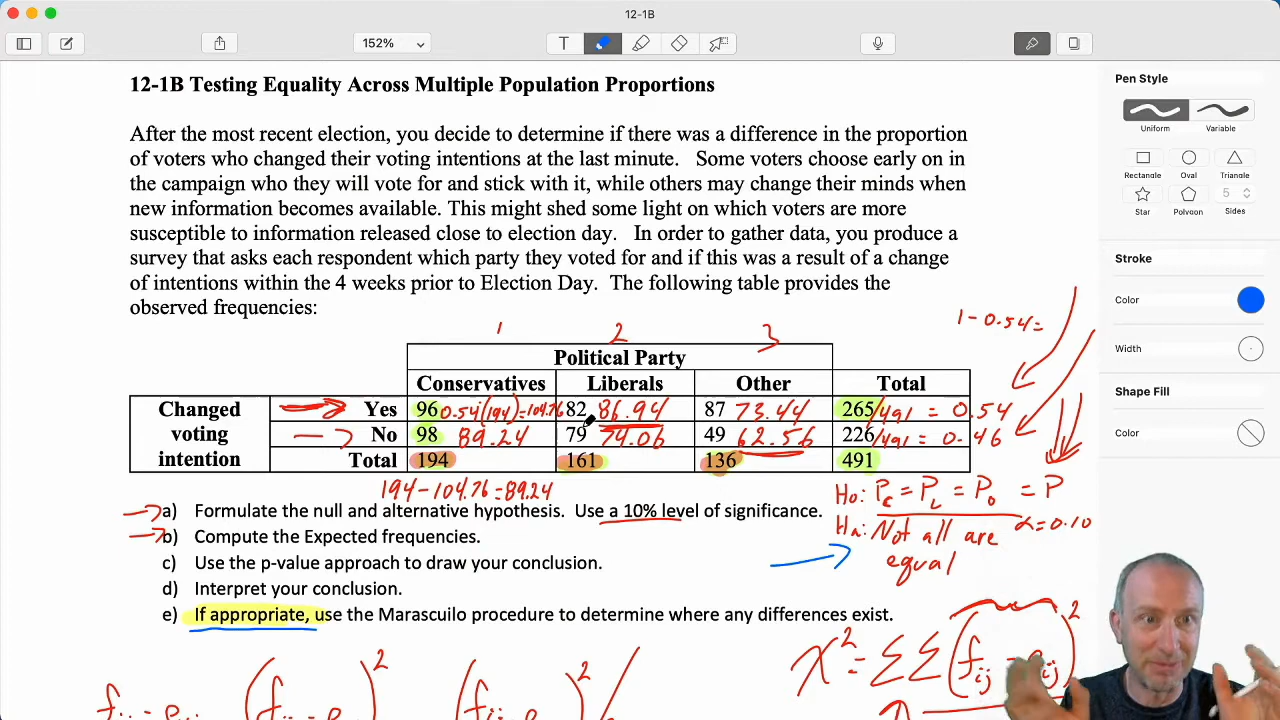 12-1B
152%
T
12-1B Testing Equality Across Multiple Population Proportions
After the most recent election, you decide to determine if there was a difference in the proportion
of voters who changed their voting intentions at the last minute. Some voters choose early on in
the campaign who they will vote for and stick with it, while others may change their minds when
new information becomes available. This might shed some light on which voters are more
susceptible to information released close to election day. In order to gather data, you produce a
survey that asks each respondent which party they voted for and if this was a result of a change
of intentions within the 4 weeks prior to Election Day. The following table provides the
observed frequencies:
1 - 0.54 =
1 2 3
Political Party
Conservatives Liberals Other Total
Changed voting intention
Yes 96 0.54(194)=104.76 82 86.94 87 73.44 265/491 = 0.54
No 98 89.24 79 74.06 49 62.56 226/491 = 0.46
Total 194 161 136 491
194 - 104.76 = 89.24
Ho: Pc = PL = Po = P
Ha: Not all are equal
α = 0.10
a) Formulate the null and alternative hypothesis. Use a 10% level of significance.
b) Compute the Expected frequencies.
c) Use the p-value approach to draw your conclusion.
d) Interpret your conclusion.
e) If appropriate, use the Marascuilo procedure to determine where any differences exist.
χ² = ΣΣ (fij - eij)²
Pen Style
Uniform Variable
Rectangle Oval Triangle
Star Polygon 5 Sides
Stroke
Color
Width
Shape Fill
Color